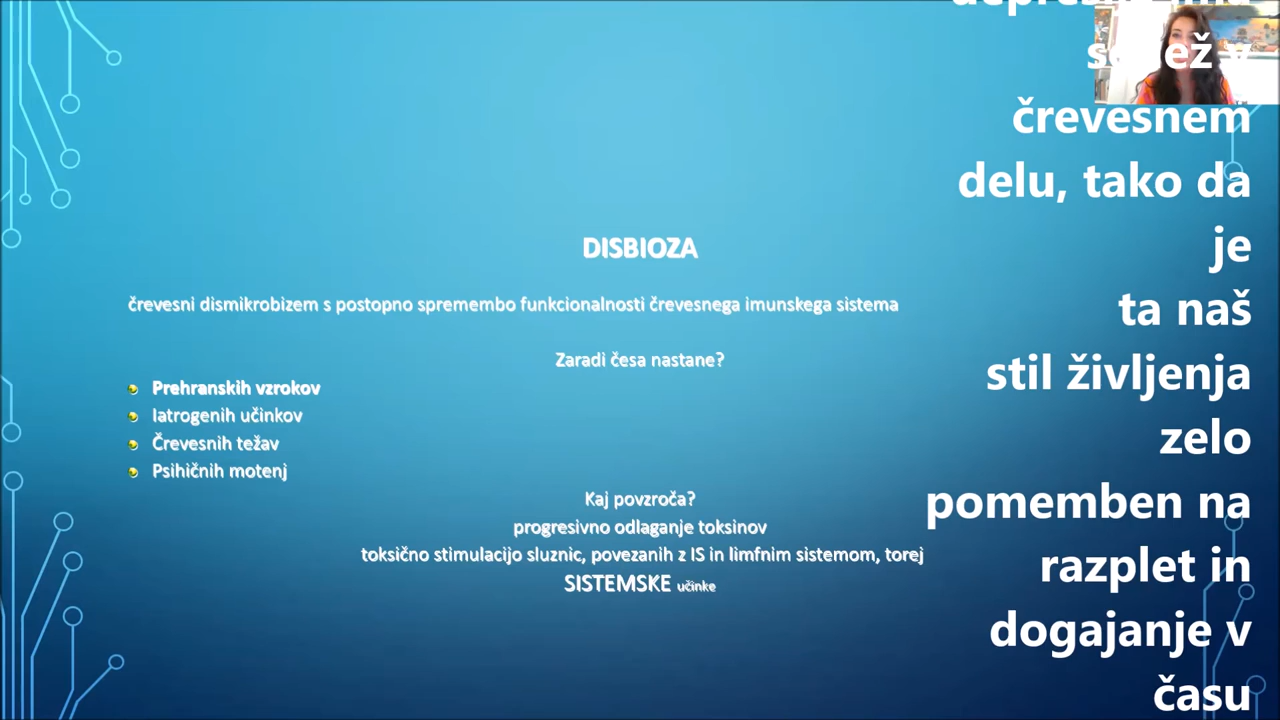 DISBIOZA
črevesni dismikrobizem s postopno spremembo funkcionalnosti črevesnega imunskega sistema
Zaradi česa nastane?
Prehranskih vzrokov
Iatrogenih učinkov
Črevesnih težav
Psihičnih motenj
Kaj povzroča?
progresivno odlaganje toksinov
toksično stimulacijo sluznic, povezanih z IS in limfnim sistemom, torej
SISTEMSKE učinke
v
črevesnem
delu, tako da
je
ta naš
stil življenja
zelo
pomemben na
razplet in
dogajanje v
času